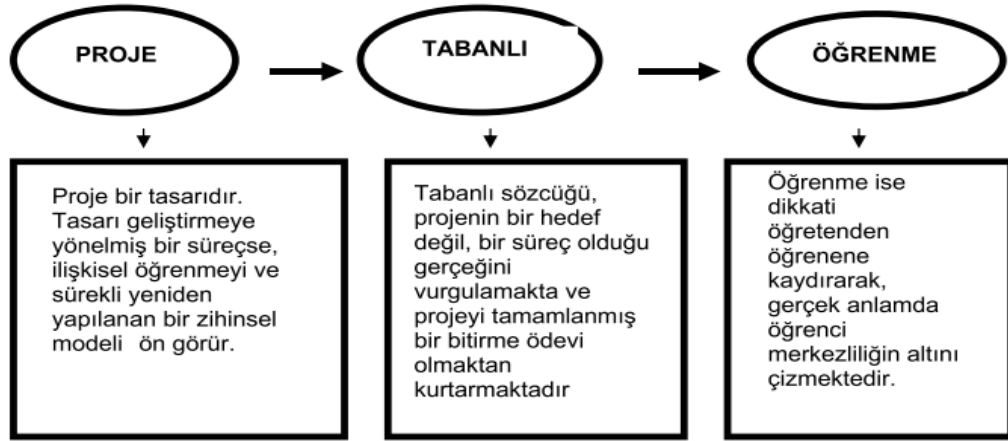 PROJE
TABANLI
ÖĞRENME
Proje bir tasarıdır.
Tasarı geliştirmeye
yönelmiş bir süreçse,
ilişkisel öğrenmeyi ve
sürekli yeniden
yapılanan bir zihinsel
modeli ön görür.
Tabanlı sözcüğü,
projenin bir hedef
değil, bir süreç olduğu
gerçeğini
vurgulamakta ve
projeyi tamamlanmış
bir bitirme ödevi
olmaktan
kurtarmaktadır
Öğrenme ise
dikkati
öğretenden
öğrenene
kaydırarak,
gerçek anlamda
öğrenci
merkezliliğin altını
çizmektedir.